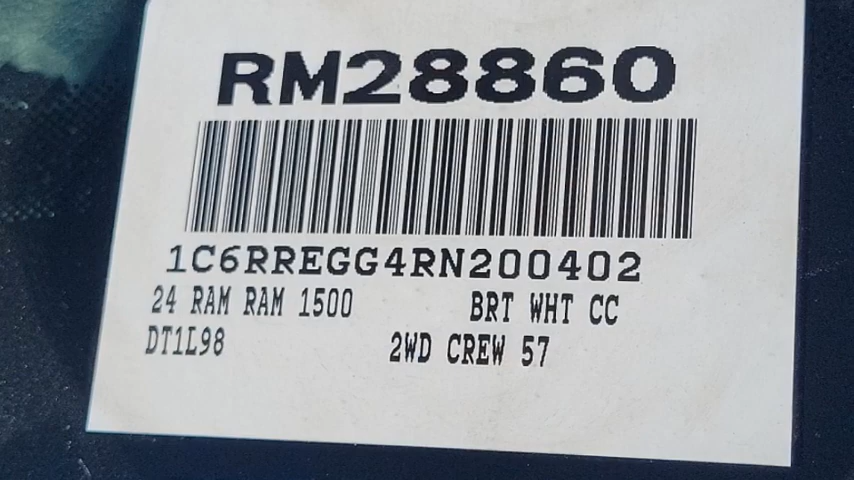 RM28860
1C6RREGG4RN200402
24 RAM RAM 1500 BRT WHT CC
DT1L98 2WD CREW 57